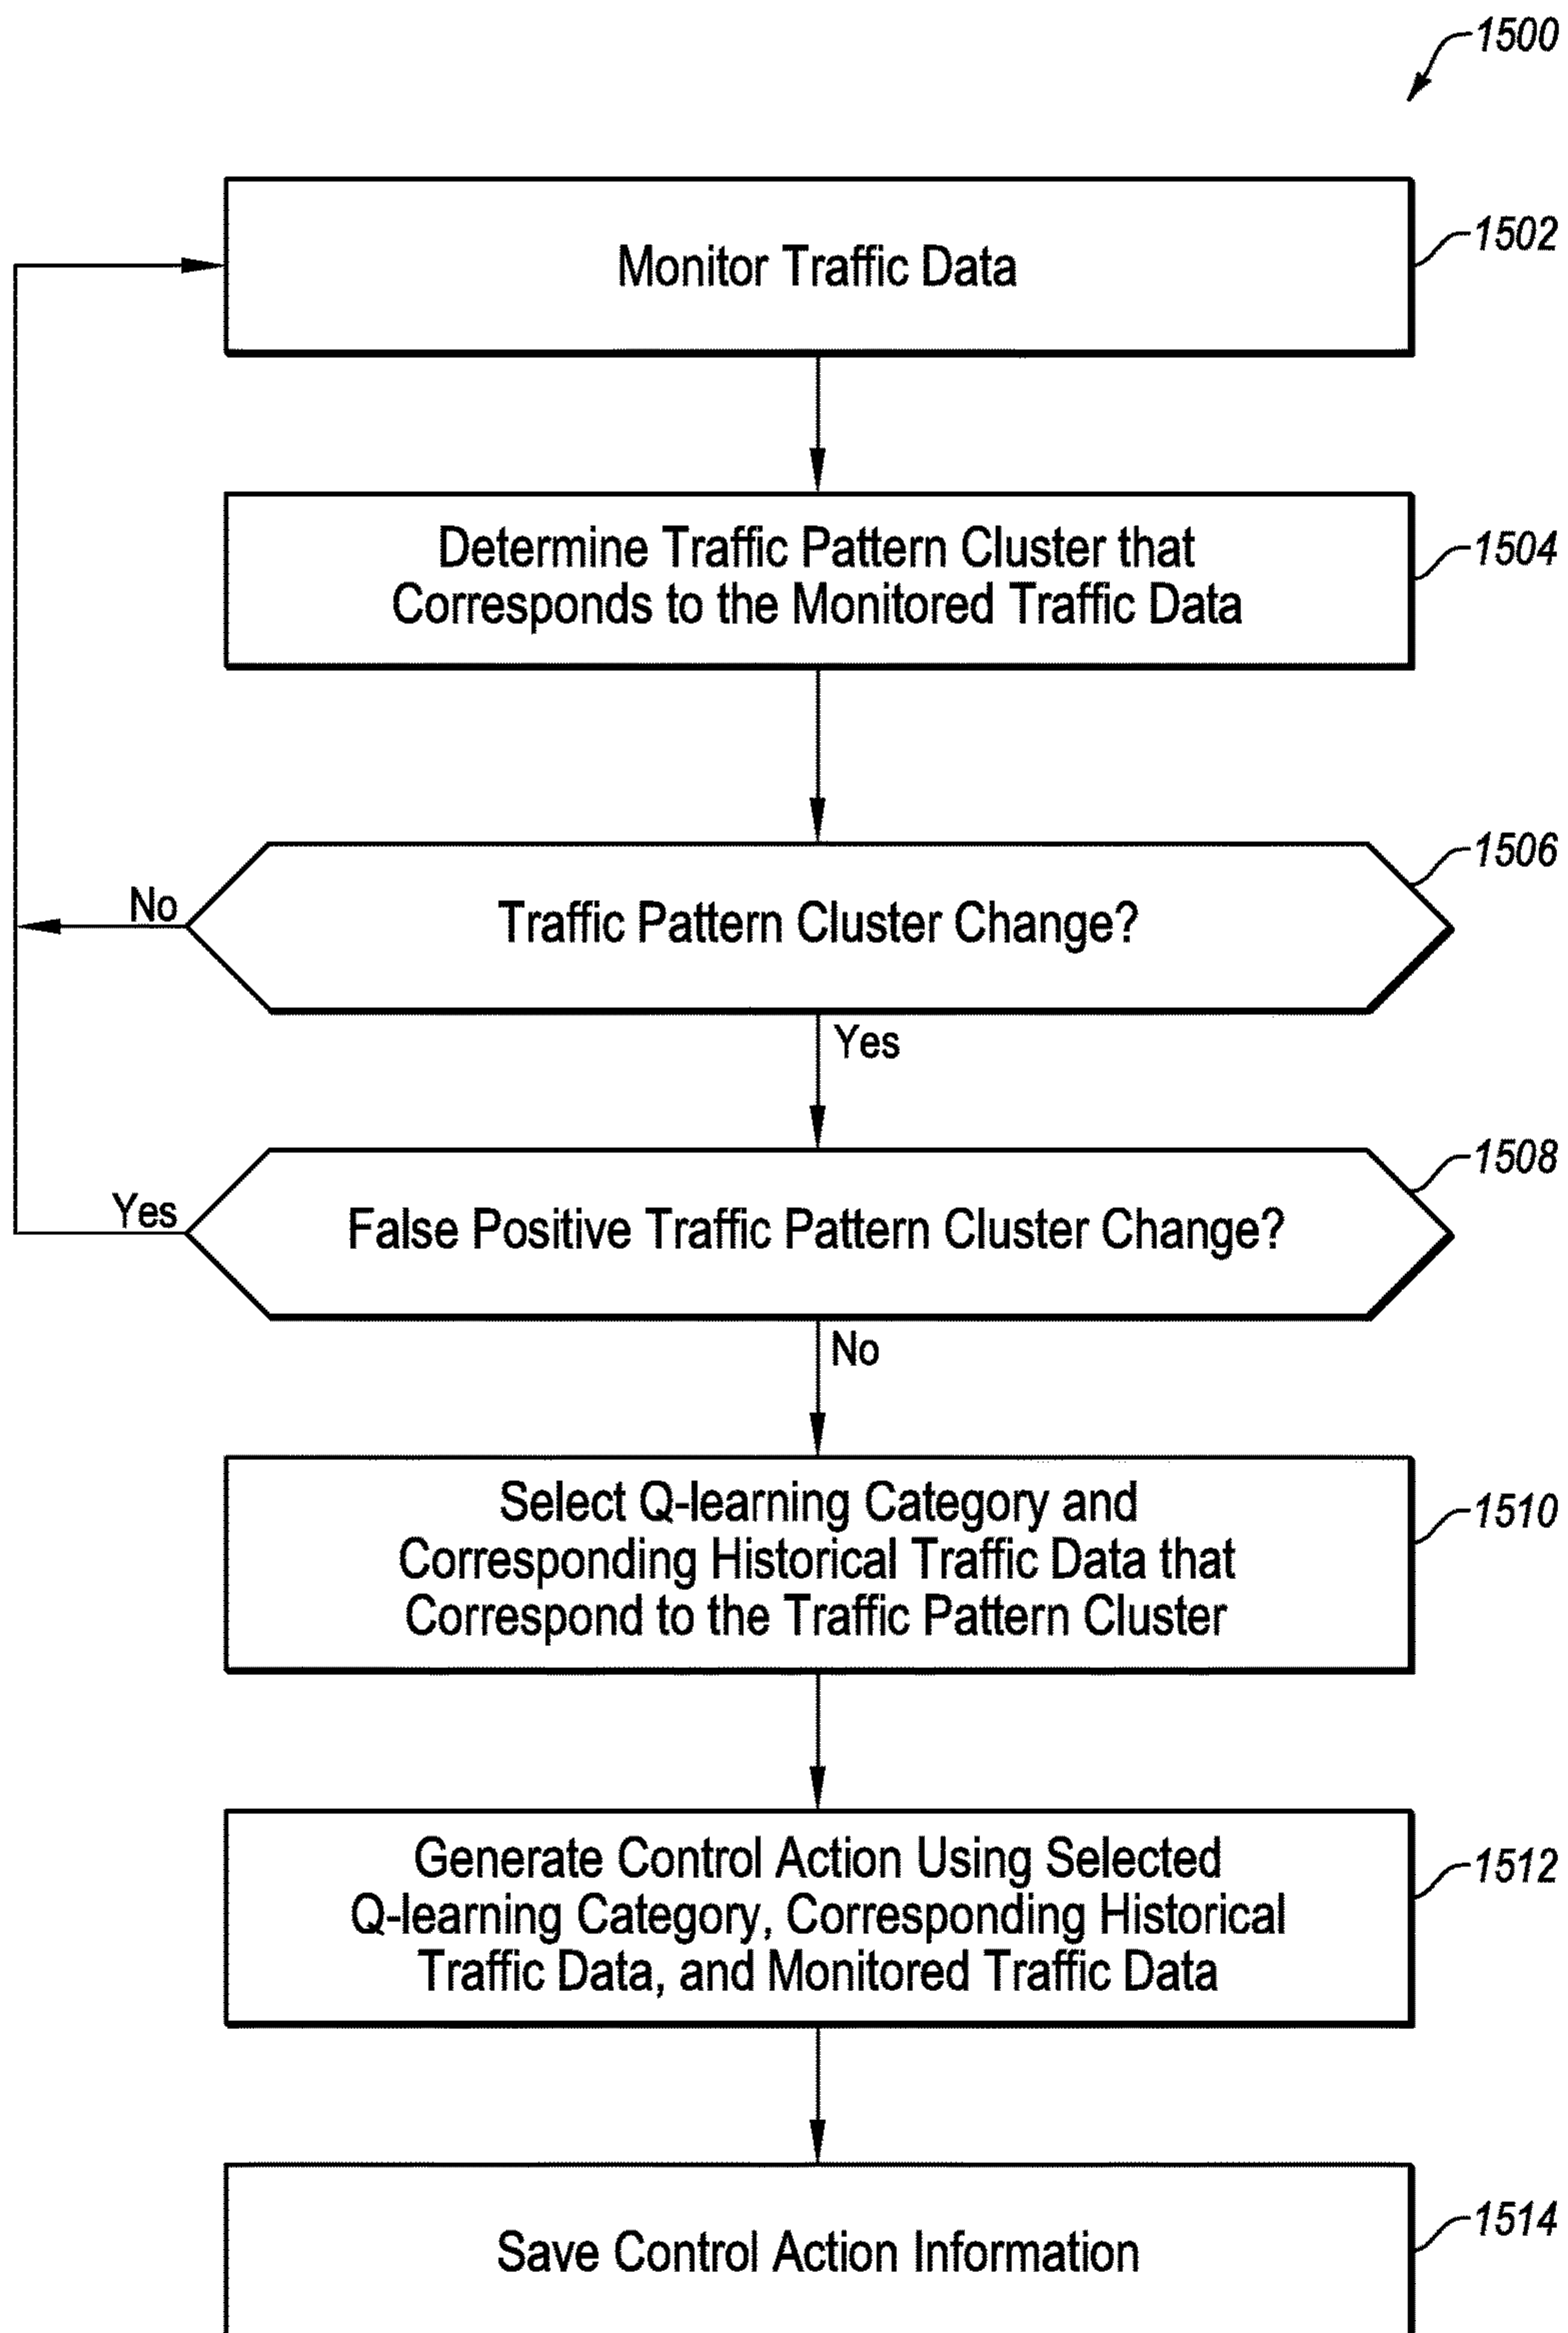 1500
Monitor Traffic Data
1502
Determine Traffic Pattern Cluster that
Corresponds to the Monitored Traffic Data
1504
Traffic Pattern Cluster Change?
1506
No
Yes
False Positive Traffic Pattern Cluster Change?
1508
Yes
No
Select Q-learning Category and
Corresponding Historical Traffic Data that
Correspond to the Traffic Pattern Cluster
1510
Generate Control Action Using Selected
Q-learning Category, Corresponding Historical
Traffic Data, and Monitored Traffic Data
1512
Save Control Action Information
1514